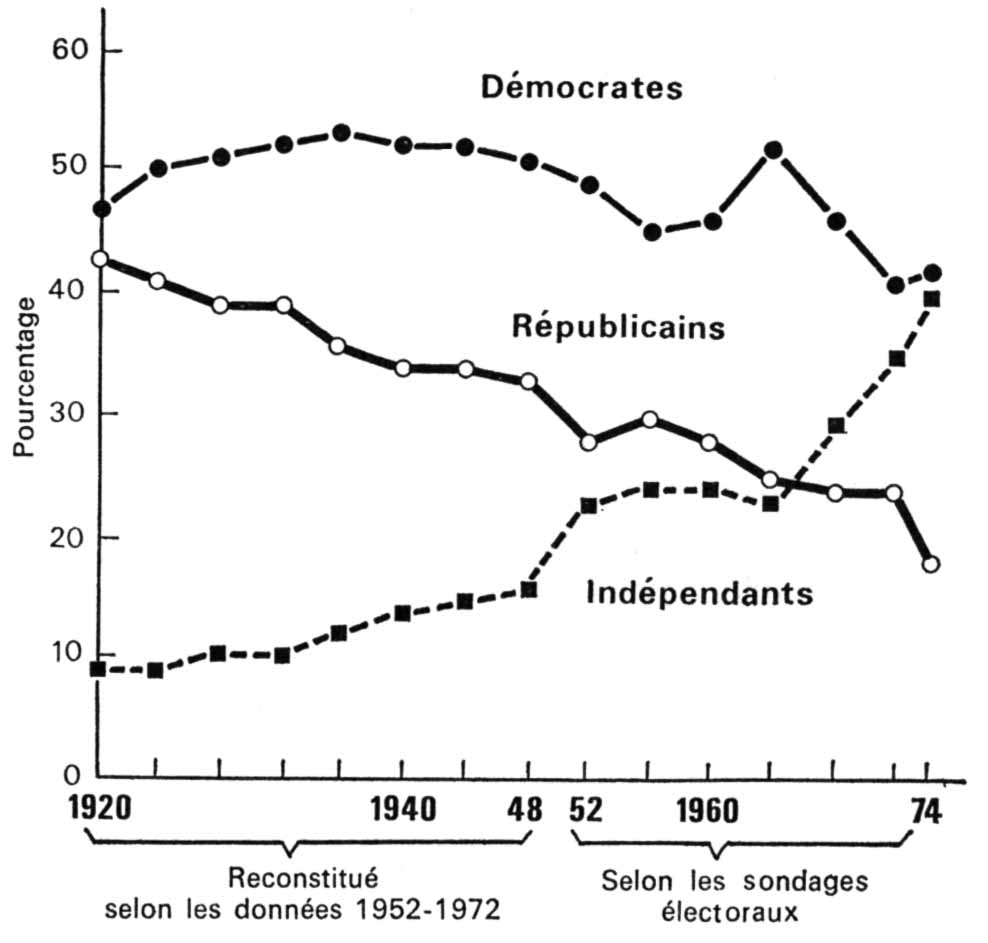 60
Démocrates
50
40
Républicains
30
20
Indépendants
10
0
Pourcentage
1920 1940 48 52 1960 74
Reconstitué
selon les données 1952-1972
Selon les sondages
électoraux